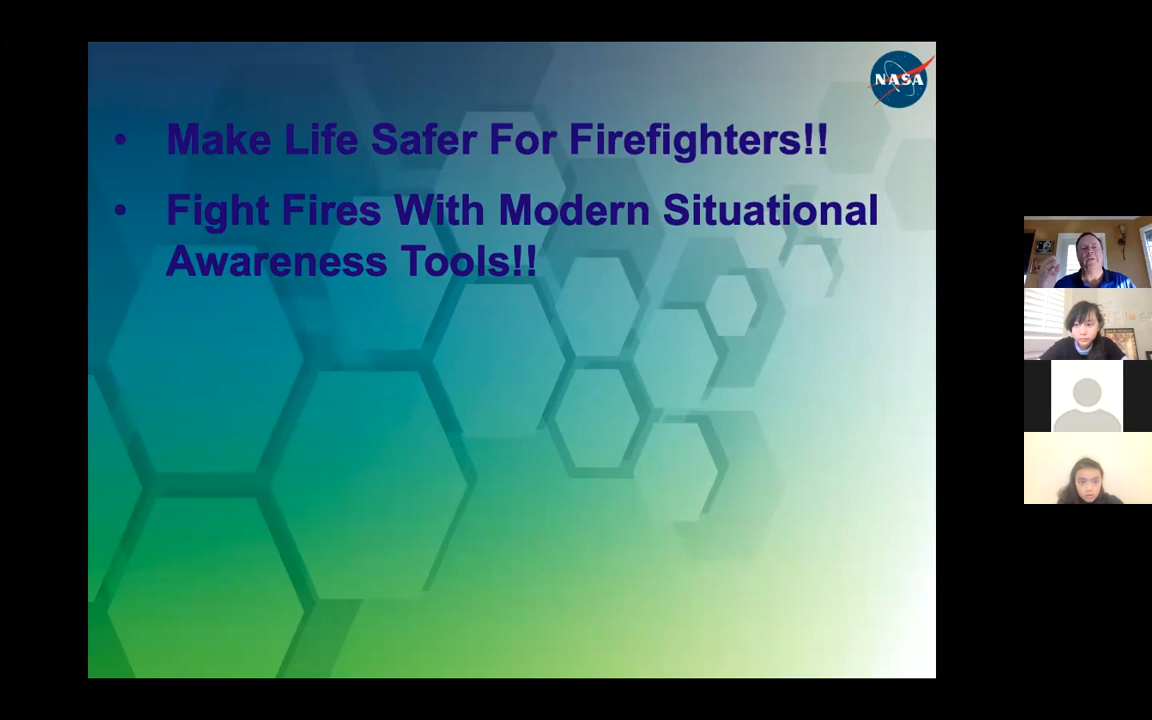 NASA
• Make Life Safer For Firefighters!!
• Fight Fires With Modern Situational
Awareness Tools!!